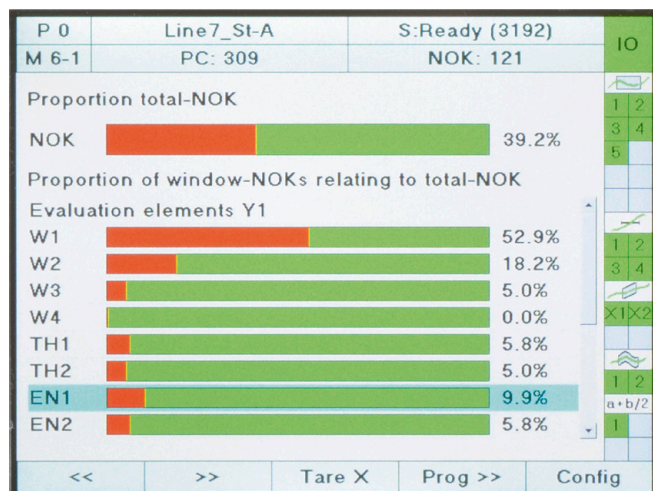 P 0 Line7_St-A S:Ready (3192) IO
M 6-1 PC: 309 NOK: 121
Proportion total-NOK
NOK 39.2%
Proportion of window-NOKs relating to total-NOK
Evaluation elements Y1
W1 52.9%
W2 18.2%
W3 5.0%
W4 0.0%
TH1 5.8%
TH2 5.0%
EN1 9.9%
EN2 5.8%
1 2
3 4
5
1 2
3 4
X1 X2
1 2
a+b/2
1
<< >> Tare X Prog >> Config